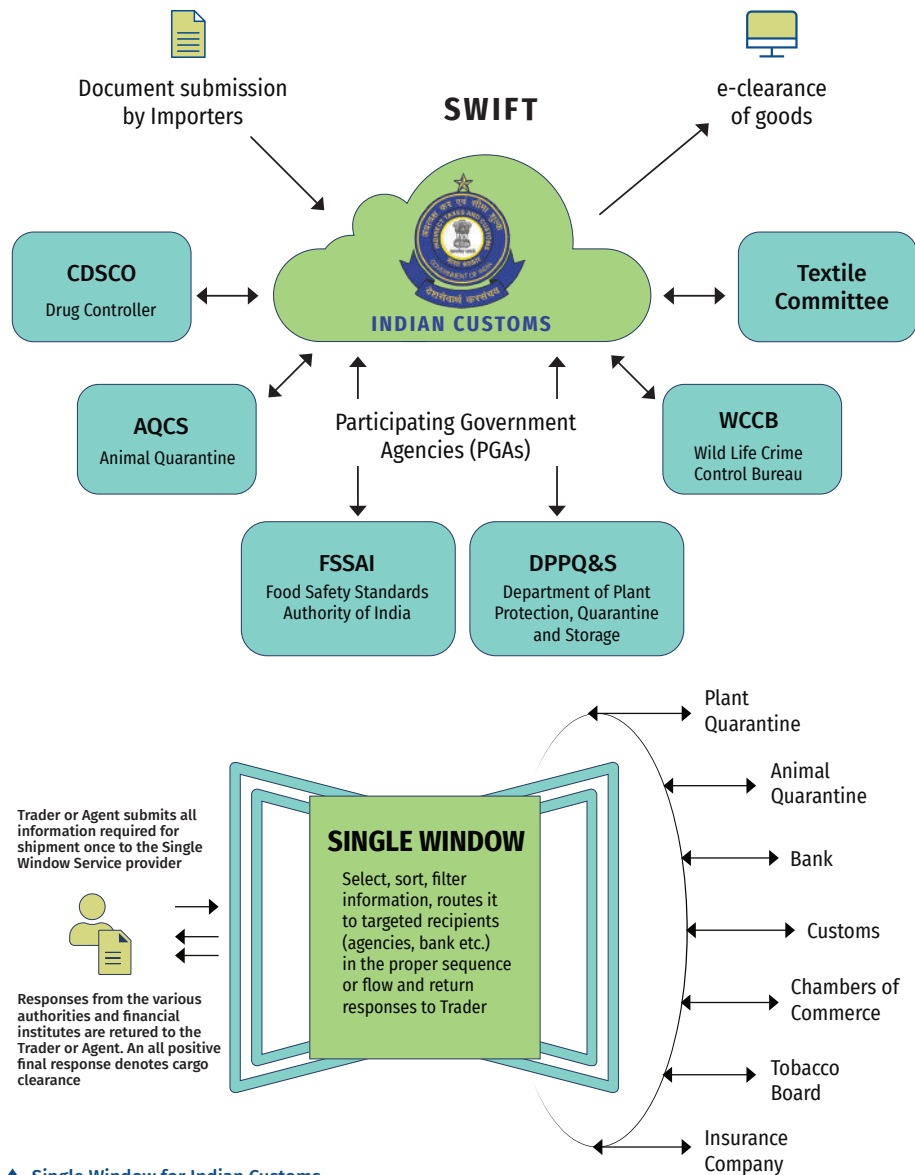 Document submission
by Importers
e-clearance
of goods
SWIFT
INDIAN CUSTOMS
CDSCO
Drug Controller
Textile
Committee
AQCS
Animal Quarantine
Participating Government
Agencies (PGAs)
WCCB
Wild Life Crime
Control Bureau
FSSAI
Food Safety Standards
Authority of India
DPPQ&S
Department of Plant
Protection, Quarantine
and Storage
Trader or Agent submits all
information required for
shipment once to the Single
Window Service provider
Responses from the various
authorities and financial
institutes are retured to the
Trader or Agent. An all positive
final response denotes cargo
clearance
SINGLE WINDOW
Select, sort, filter
information, routes it
to targeted recipients
(agencies, bank etc.)
in the proper sequence
or flow and return
responses to Trader
Plant
Quarantine
Animal
Quarantine
Bank
Customs
Chambers of
Commerce
Tobacco
Board
Insurance
Company